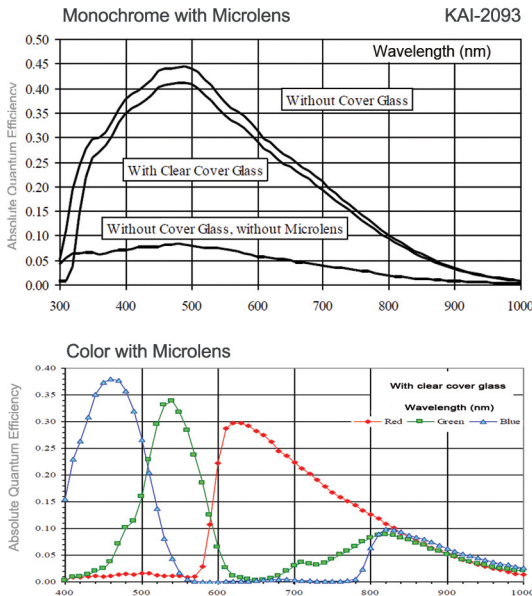 Monochrome with Microlens KAI-2093
0.50
Wavelength (nm)
0.45
0.40
Without Cover Glass
0.35
0.30
0.25
With Clear Cover Glass
0.20
0.15
Without Cover Glass, without Microlens
0.10
0.05
0.00
Absolute Quantum Efficiency
300 400 500 600 700 800 900 1000
Color with Microlens
0.40
With clear cover glass
0.35
Wavelength (nm)
0.30
Red Green Blue
0.25
0.20
0.15
0.10
0.05
0.00
Absolute Quantum Efficiency
400 500 600 700 800 900 1000